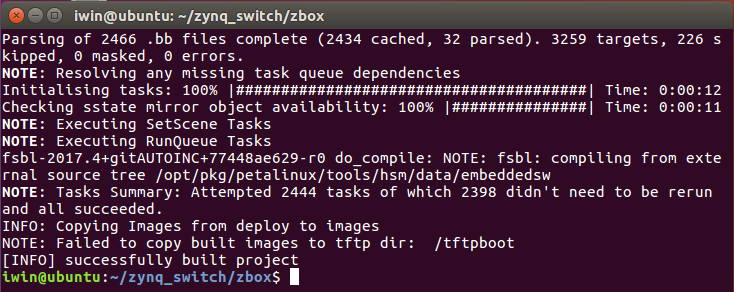 iwin@ubuntu: ~/zynq_switch/zbox
Parsing of 2466 .bb files complete (2434 cached, 32 parsed). 3259 targets, 226 s
kipped, 0 masked, 0 errors.
NOTE: Resolving any missing task queue dependencies
Initialising tasks: 100% |#######################################| Time: 0:00:12
Checking sstate mirror object availability: 100% |###############| Time: 0:00:11
NOTE: Executing SetScene Tasks
NOTE: Executing RunQueue Tasks
fsbl-2017.4+gitAUTOINC+77448ae629-r0 do_compile: NOTE: fsbl: compiling from exte
rnal source tree /opt/pkg/petalinux/tools/hsm/data/embeddedsw
NOTE: Tasks Summary: Attempted 2444 tasks of which 2398 didn't need to be rerun
and all succeeded.
INFO: Copying Images from deploy to images
NOTE: Failed to copy built images to tftp dir:  /tftpboot
[INFO] successfully built project
iwin@ubuntu:~/zynq_switch/zbox$